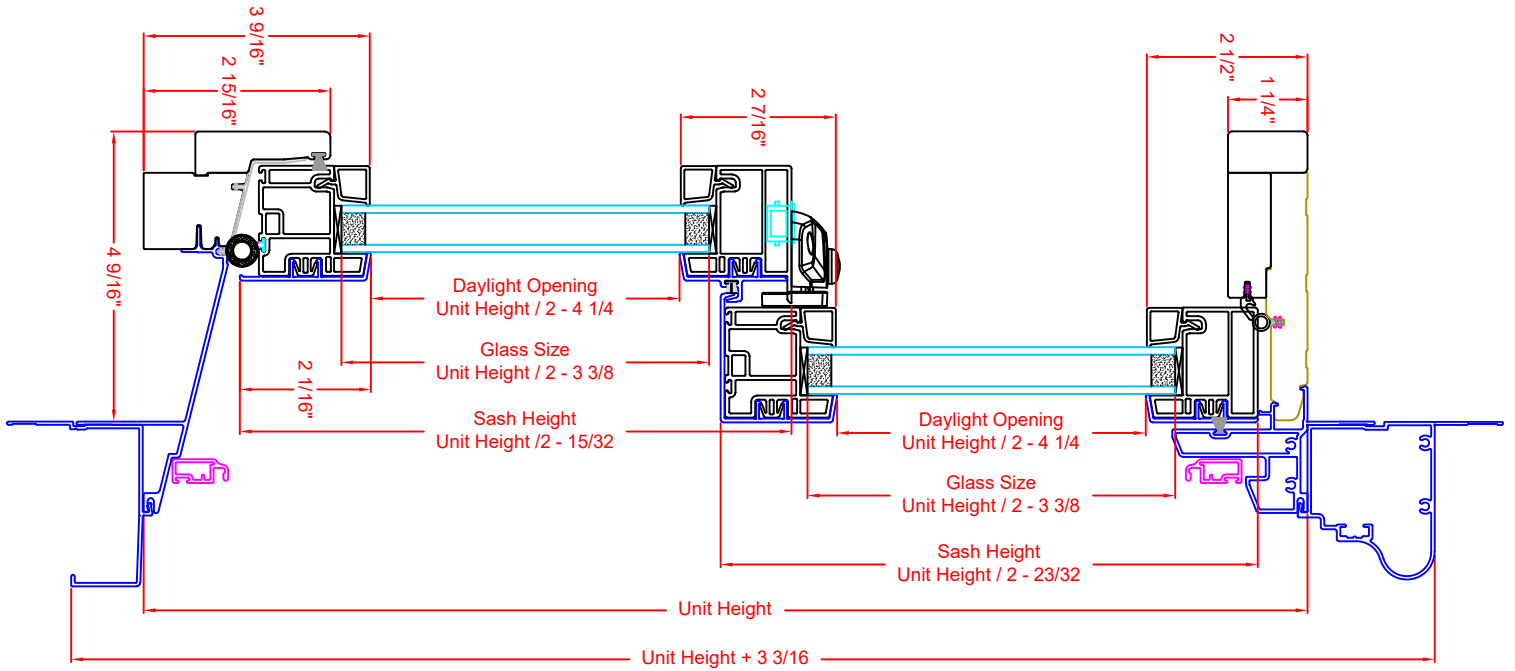 3 9/16"
2 15/16"
2 7/16"
2 1/2"
1 1/4"
4 9/16"
Daylight Opening
Unit Height / 2 - 4 1/4
Glass Size
Unit Height / 2 - 3 3/8
2 1/16"
Sash Height
Unit Height /2 - 15/32
Daylight Opening
Unit Height / 2 - 4 1/4
Glass Size
Unit Height / 2 - 3 3/8
Sash Height
Unit Height / 2 - 23/32
Unit Height
Unit Height + 3 3/16